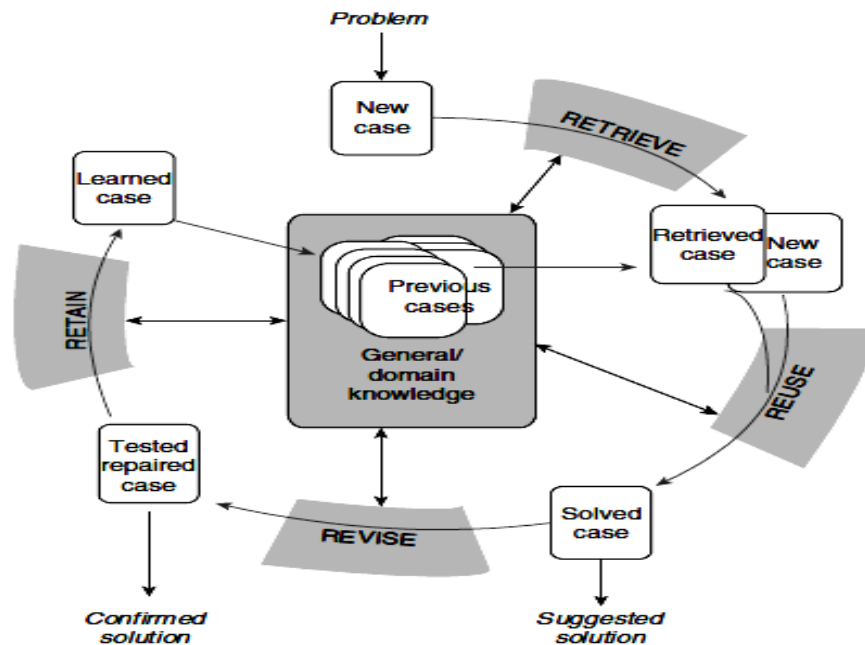 Problem
New
case
RETRIEVE
Learned
case
Retrieved
case
New
case
Previous
cases
General/
domain
knowledge
RETAIN
REUSE
Tested
repaired
case
REVISE
Solved
case
Confirmed
solution
Suggested
solution